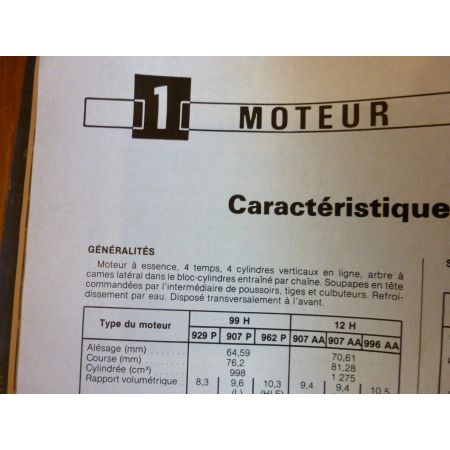 1 MOTEUR
Caractéristique
GÉNÉRALITÉS
Moteur à essence, 4 temps, 4 cylindres verticaux en ligne, arbre à
cames latéral dans le bloc-cylindres entraîné par chaîne. Soupapes en tête
commandées par l'intermédiaire de poussoirs, tiges et culbuteurs. Refroi-
dissement par eau. Disposé transversalement à l'avant.
Type du moteur 99 H 12 H
929 P 907 P 962 P 907 AA 907 AA 996 AA
Alésage (mm) 64,59 70,61
Course (mm) 76,2 81,28
Cylindrée (cm³) 998 1 275
Rapport volumétrique 8,3 9,6 10,3 9,4 9,4 10,5
(L) (HLE)